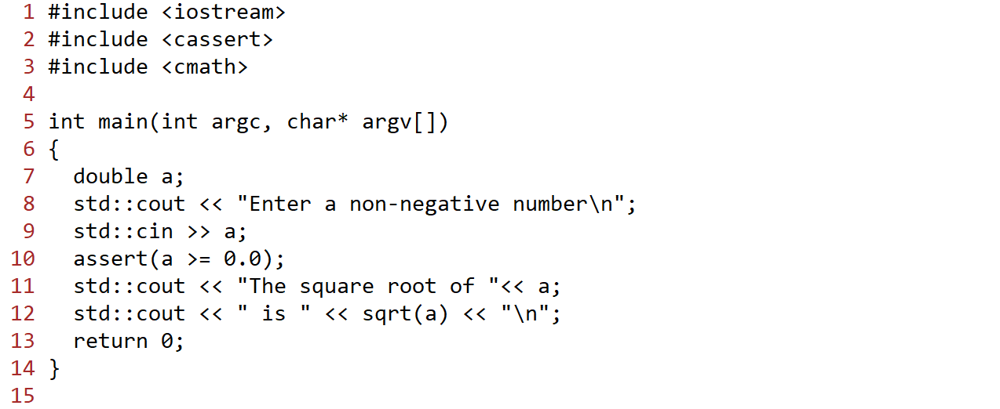 1 #include <iostream>
2 #include <cassert>
3 #include <cmath>
4
5 int main(int argc, char* argv[])
6 {
7   double a;
8   std::cout << "Enter a non-negative number\n";
9   std::cin >> a;
10   assert(a >= 0.0);
11   std::cout << "The square root of "<< a;
12   std::cout << " is " << sqrt(a) << "\n";
13   return 0;
14 }
15